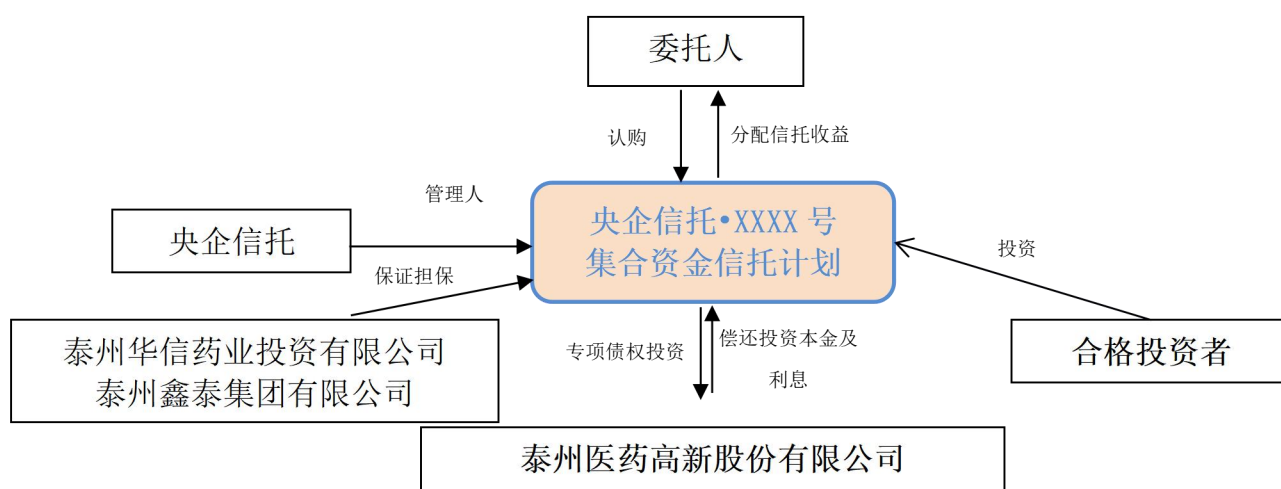 委托人
认购
分配信托收益
管理人
央企信托
央企信托•XXXX 号
集合资金信托计划
投资
保证担保
泰州华信药业投资有限公司
泰州鑫泰集团有限公司
专项债权投资
偿还投资本金及
利息
合格投资者
泰州医药高新股份有限公司